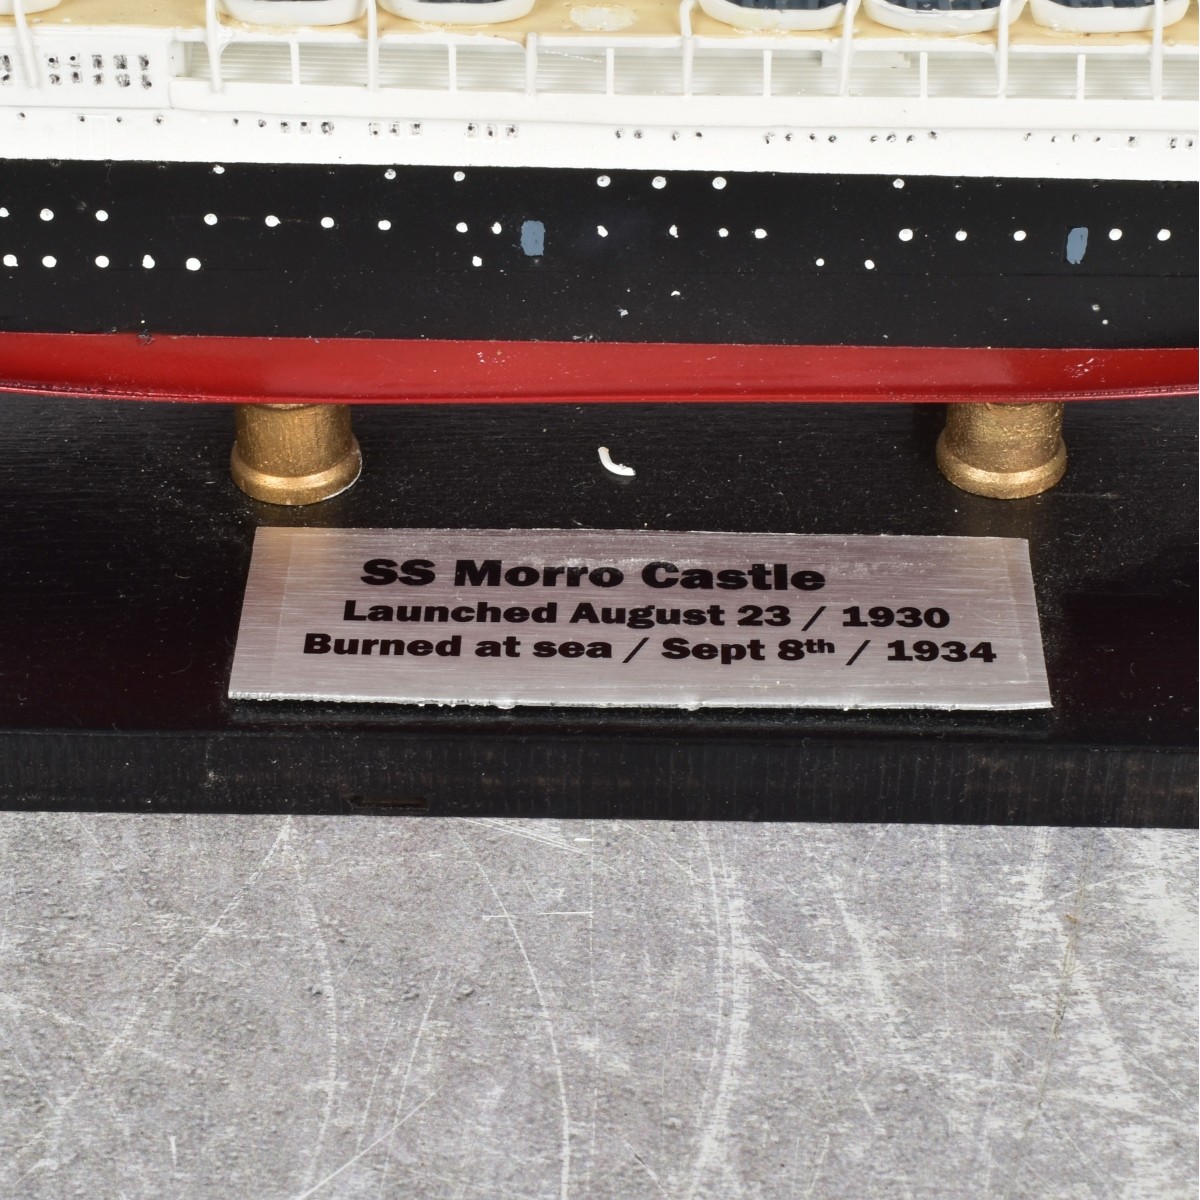 SS Morro Castle
Launched August 23 / 1930
Burned at sea / Sept 8th / 1934